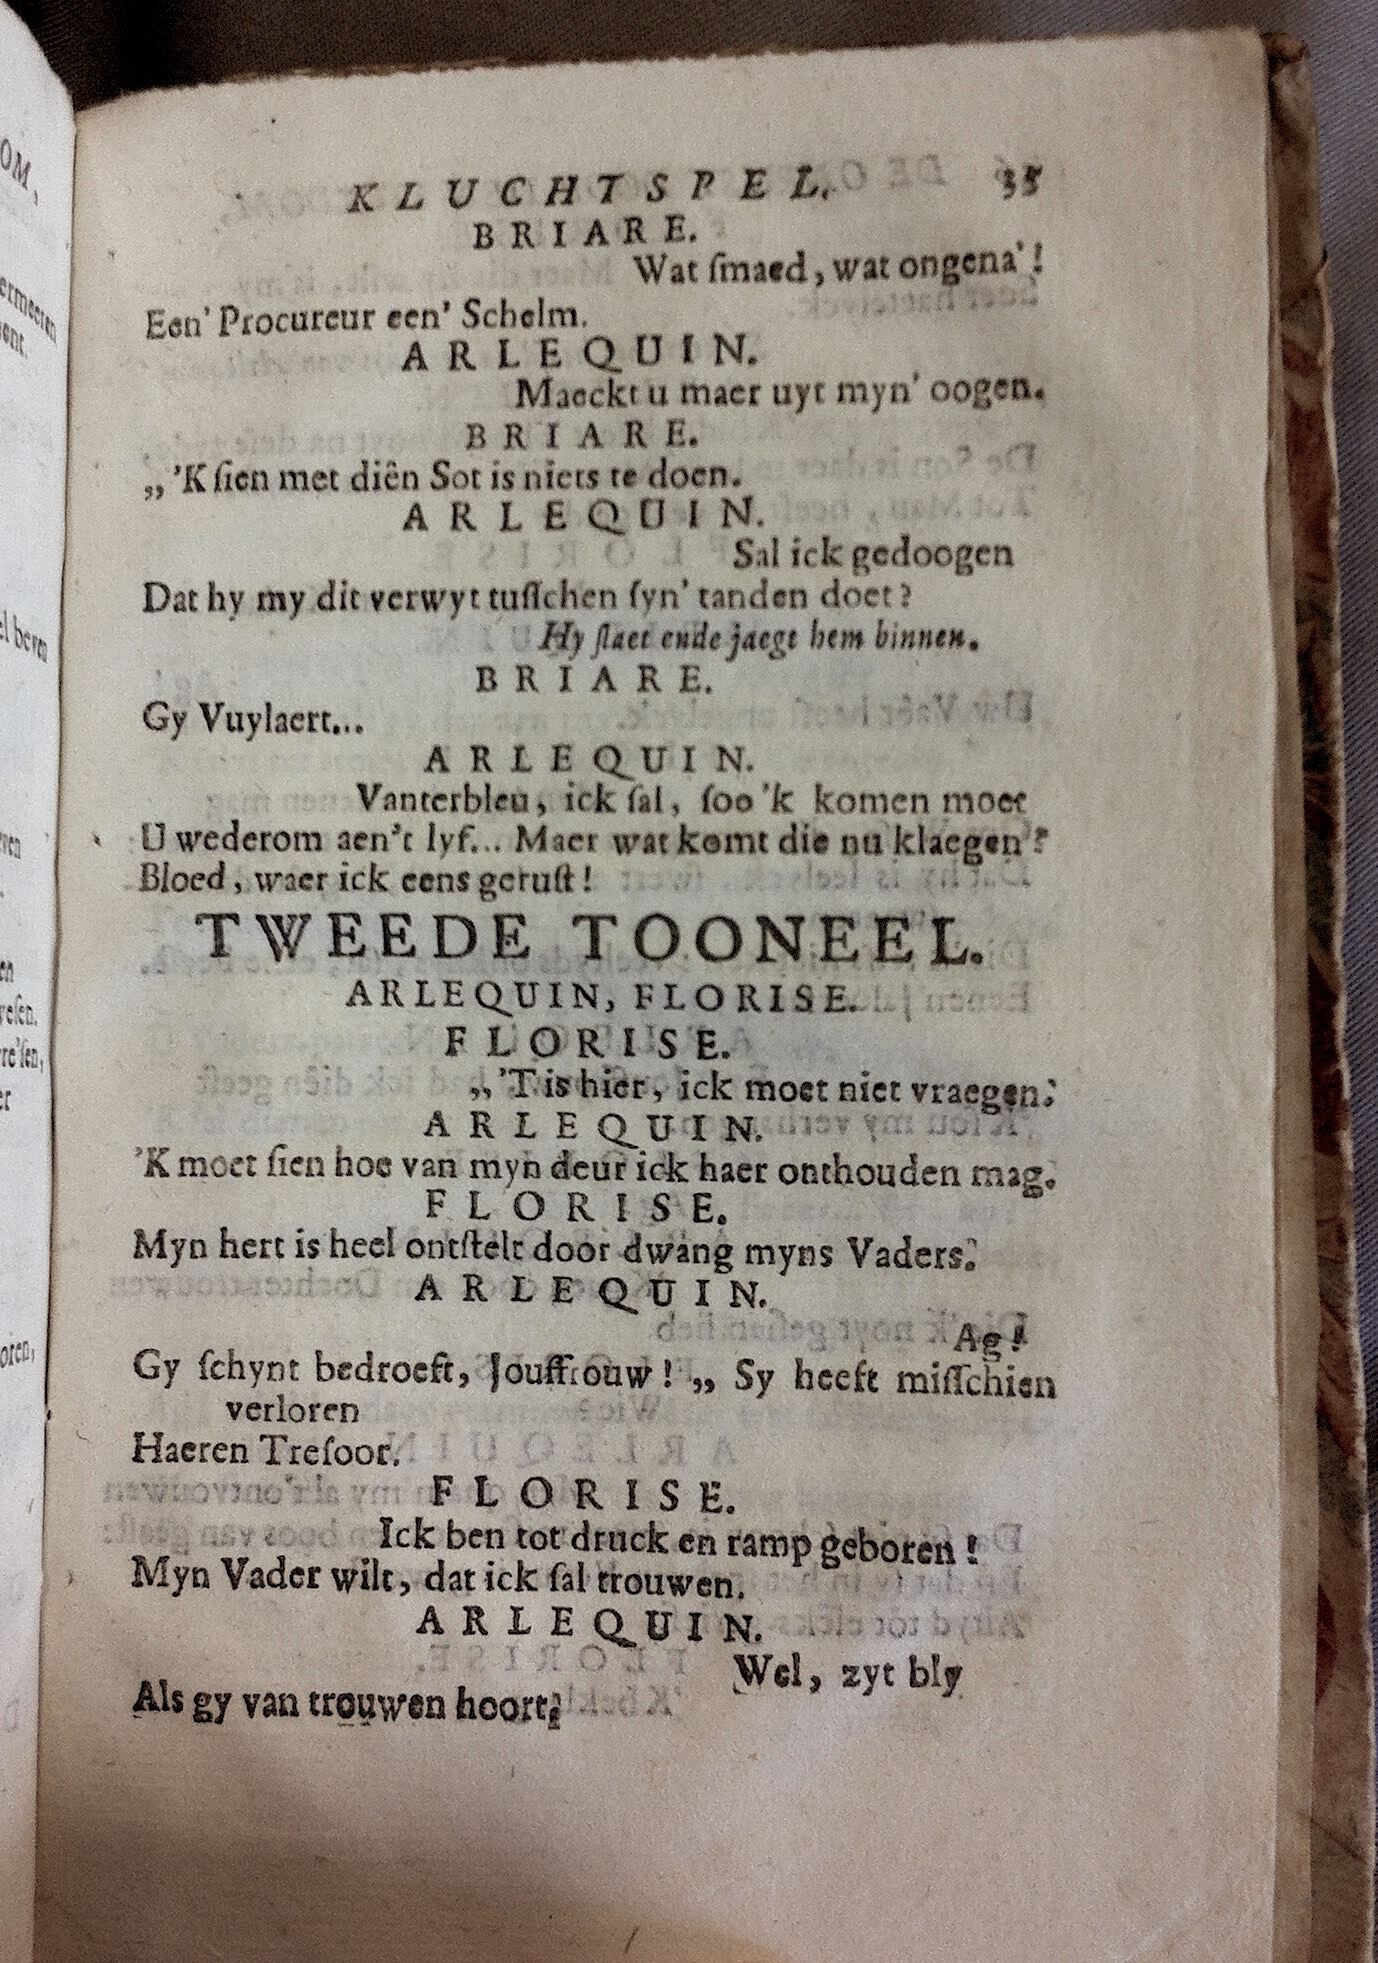 KLUCHTSPEL. 35
BRIARE.
Wat ſmaed, wat ongena'!
Een' Procureur een' Schelm.
ARLEQUIN.
Maeckt u maer uyt myn' oogen.
BRIARE.
„'K ſien met diên Sot is niets te doen.
ARLEQUIN.
Sal ick gedoogen
Dat hy my dit verwyt tuſſchen ſyn' tanden doet?
Hy ſlaet ende jaegt hem binnen.
BRIARE.
Gy Vuylaert...
ARLEQUIN.
Vanterbleu, ick ſal, ſoo 'k komen moet
U wederom aen't lyf... Maer wat komt die nu klaegen?
Bloed, waer ick eens geruſt!
TWEEDE TOONEEL.
ARLEQUIN, FLORISE.
FLORISE.
„'T is hier, ick moet niet vraegen.
ARLEQUIN.
'K moet ſien hoe van myn deur ick haer onthouden mag.
FLORISE.
Myn hert is heel ontſtelt door dwang myns Vaders.
ARLEQUIN.
Ag!
Gy ſchynt bedroeft, Jouffrouw! „ Sy heeft miſſchien
verloren
Haeren Treſoor.
FLORISE.
Ick ben tot druck en ramp geboren!
Myn Vader wilt, dat ick ſal trouwen.
ARLEQUIN.
Wel, zyt bly
Als gy van trouwen hoort.